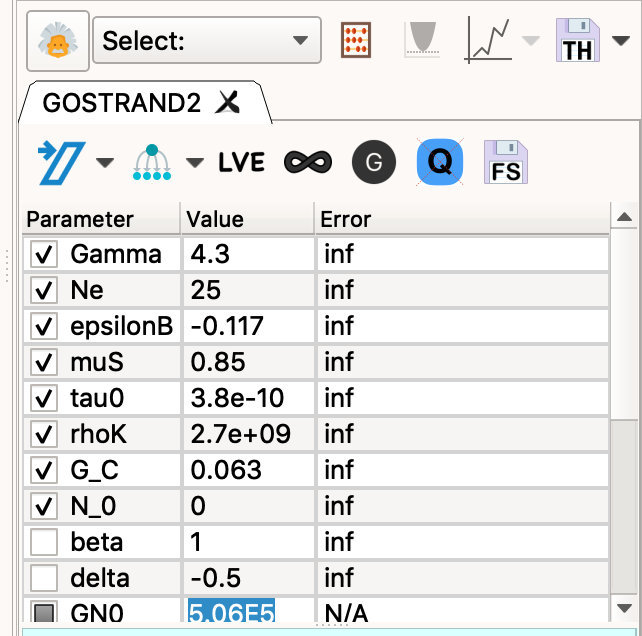 Select:
TH
GOSTRAND2
LVE G Q FS
Parameter Value Error
Gamma 4.3 inf
Ne 25 inf
epsilonB -0.117 inf
muS 0.85 inf
tau0 3.8e-10 inf
rhoK 2.7e+09 inf
G_C 0.063 inf
N_0 0 inf
beta 1 inf
delta -0.5 inf
GN0 5.06E5 N/A